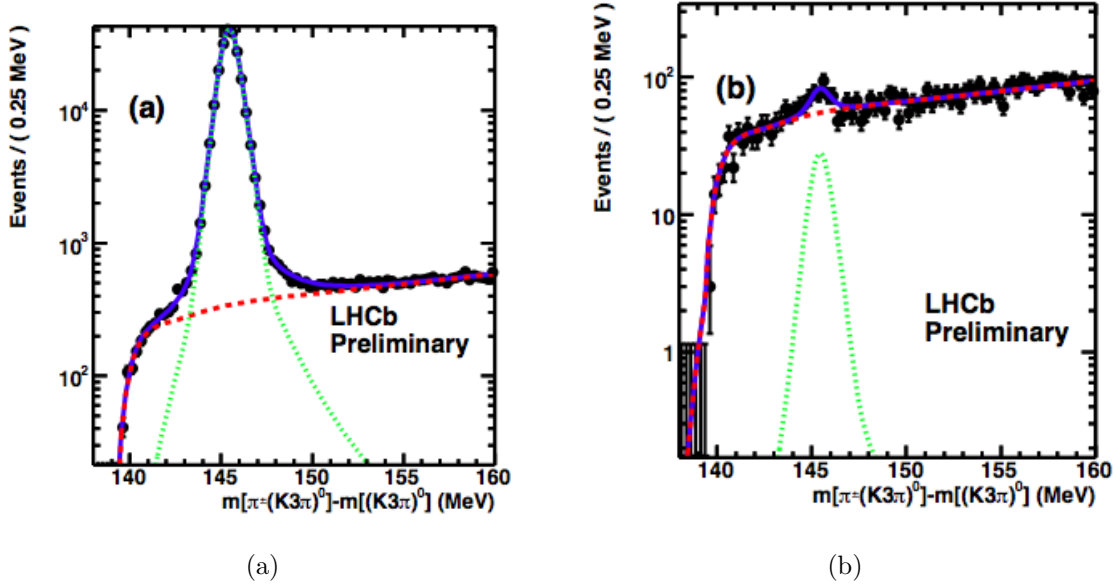 Events / ( 0.25 MeV )
(a)
10⁴
10³
10²
LHCb
Preliminary
140 145 150 155 160
m[π±(K3π)⁰]-m[(K3π)⁰] (MeV)
(a)
Events / ( 0.25 MeV )
(b)
10²
10
1
LHCb
Preliminary
140 145 150 155 160
m[π±(K3π)⁰]-m[(K3π)⁰] (MeV)
(b)